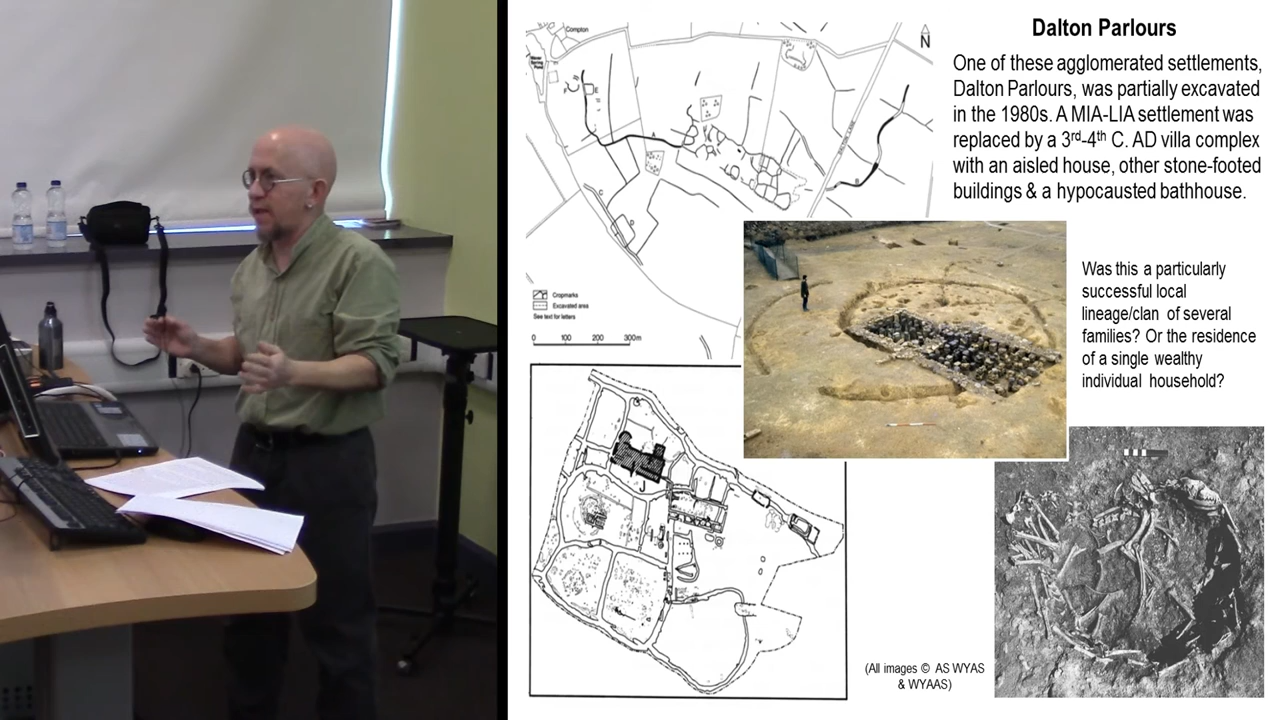 Dalton Parlours
One of these agglomerated settlements,
Dalton Parlours, was partially excavated
in the 1980s. A MIA-LIA settlement was
replaced by a 3rd-4th C. AD villa complex
with an aisled house, other stone-footed
buildings & a hypocausted bathhouse.
Compton
N
E
A
B
C
D
Cropmarks
Excavated area
See text for letters
0 100 200 300m
Was this a particularly
successful local
lineage/clan of several
families? Or the residence
of a single wealthy
individual household?
(All images © AS WYAS
& WYAAS)